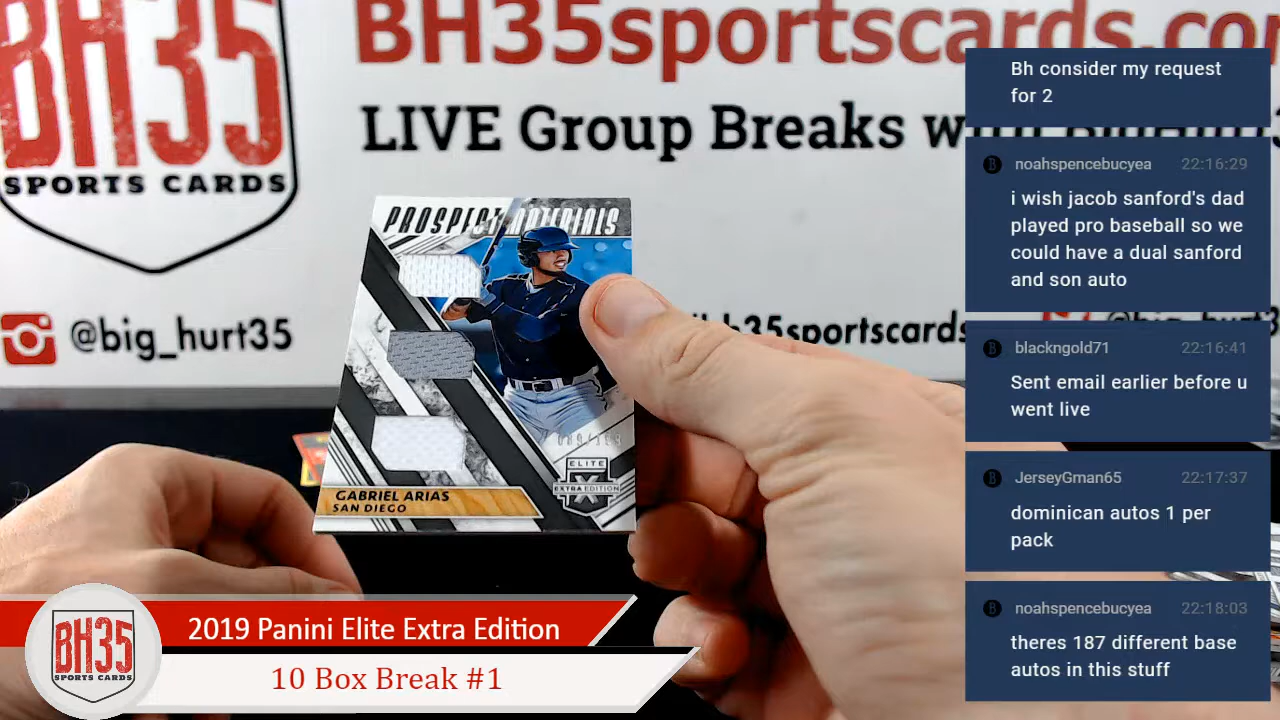 BH35
SPORTS CARDS
BH35sportscards.co
LIVE Group Breaks w
@big_hurt35
35sportscards
@big_hurt3
PROSPECT MATERIALS
GABRIEL ARIAS
SAN DIEGO
ELITE
EXTRA EDITION
BH35
SPORTS CARDS
2019 Panini Elite Extra Edition
10 Box Break #1
Bh consider my request
for 2
noahspencebucyea 22:16:29
i wish jacob sanford's dad
played pro baseball so we
could have a dual sanford
and son auto
blackngold71 22:16:41
Sent email earlier before u
went live
JerseyGman65 22:17:37
dominican autos 1 per
pack
noahspencebucyea 22:18:03
theres 187 different base
autos in this stuff